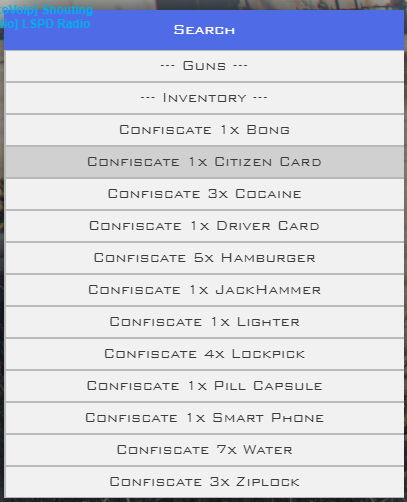 Shouting
LSPD Radio
Search
--- Guns ---
--- Inventory ---
Confiscate 1x Bong
Confiscate 1x Citizen Card
Confiscate 3x Cocaine
Confiscate 1x Driver Card
Confiscate 5x Hamburger
Confiscate 1x JackHammer
Confiscate 1x Lighter
Confiscate 4x Lockpick
Confiscate 1x Pill Capsule
Confiscate 1x Smart Phone
Confiscate 7x Water
Confiscate 3x Ziplock